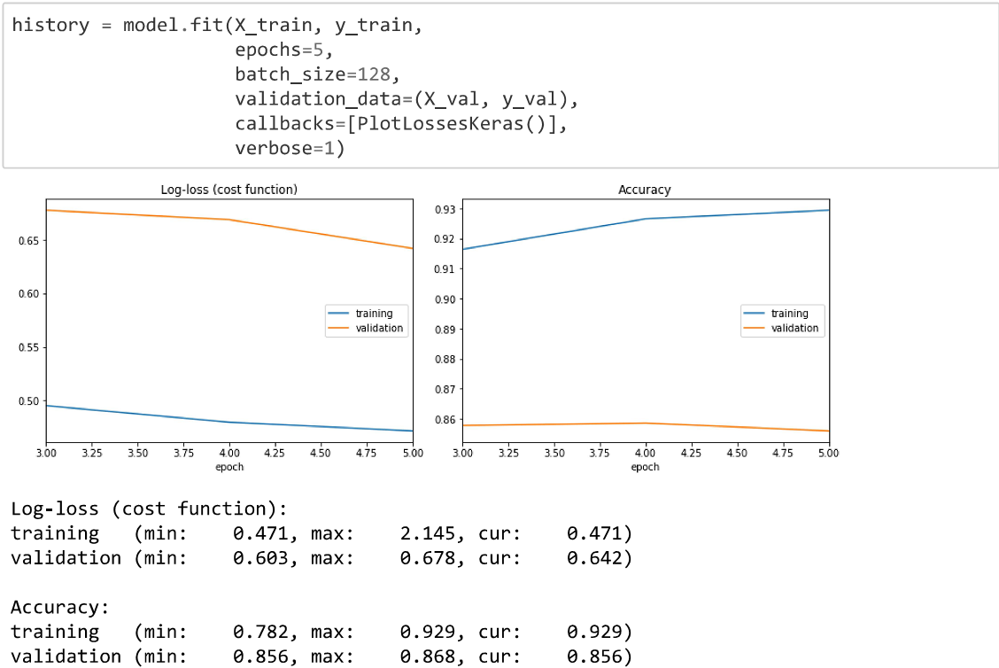 history = model.fit(X_train, y_train,
epochs=5,
batch_size=128,
validation_data=(X_val, y_val),
callbacks=[PlotLossesKeras()],
verbose=1)
Log-loss (cost function)
0.65
0.60
0.55
0.50
training
validation
3.00 3.25 3.50 3.75 4.00 4.25 4.50 4.75 5.00
epoch
Accuracy
0.93
0.92
0.91
0.90
0.89
0.88
0.87
0.86
training
validation
3.00 3.25 3.50 3.75 4.00 4.25 4.50 4.75 5.00
epoch
Log-loss (cost function):
training (min: 0.471, max: 2.145, cur: 0.471)
validation (min: 0.603, max: 0.678, cur: 0.642)
Accuracy:
training (min: 0.782, max: 0.929, cur: 0.929)
validation (min: 0.856, max: 0.868, cur: 0.856)